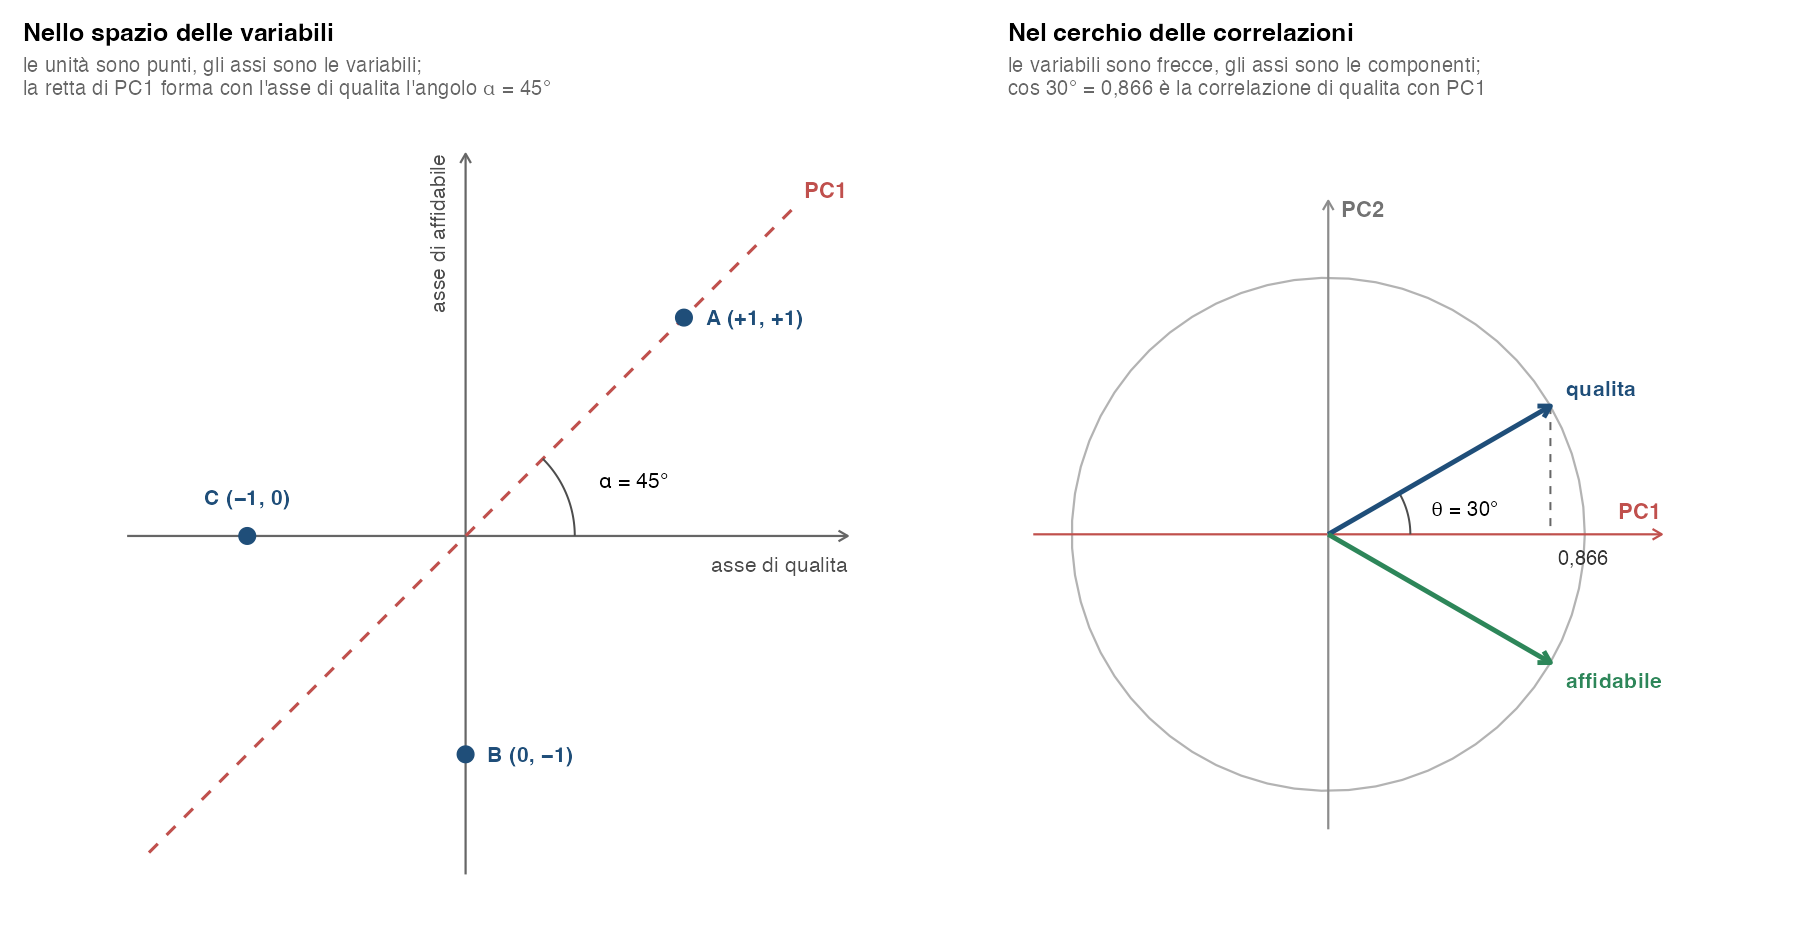 Nello spazio delle variabili
le unità sono punti, gli assi sono le variabili;
la retta di PC1 forma con l'asse di qualita l'angolo α = 45°
asse di affidabile
PC1
A (+1, +1)
α = 45°
C (−1, 0)
asse di qualita
B (0, −1)
Nel cerchio delle correlazioni
le variabili sono frecce, gli assi sono le componenti;
cos 30° = 0,866 è la correlazione di qualita con PC1
PC2
qualita
θ = 30°
PC1
0,866
affidabile